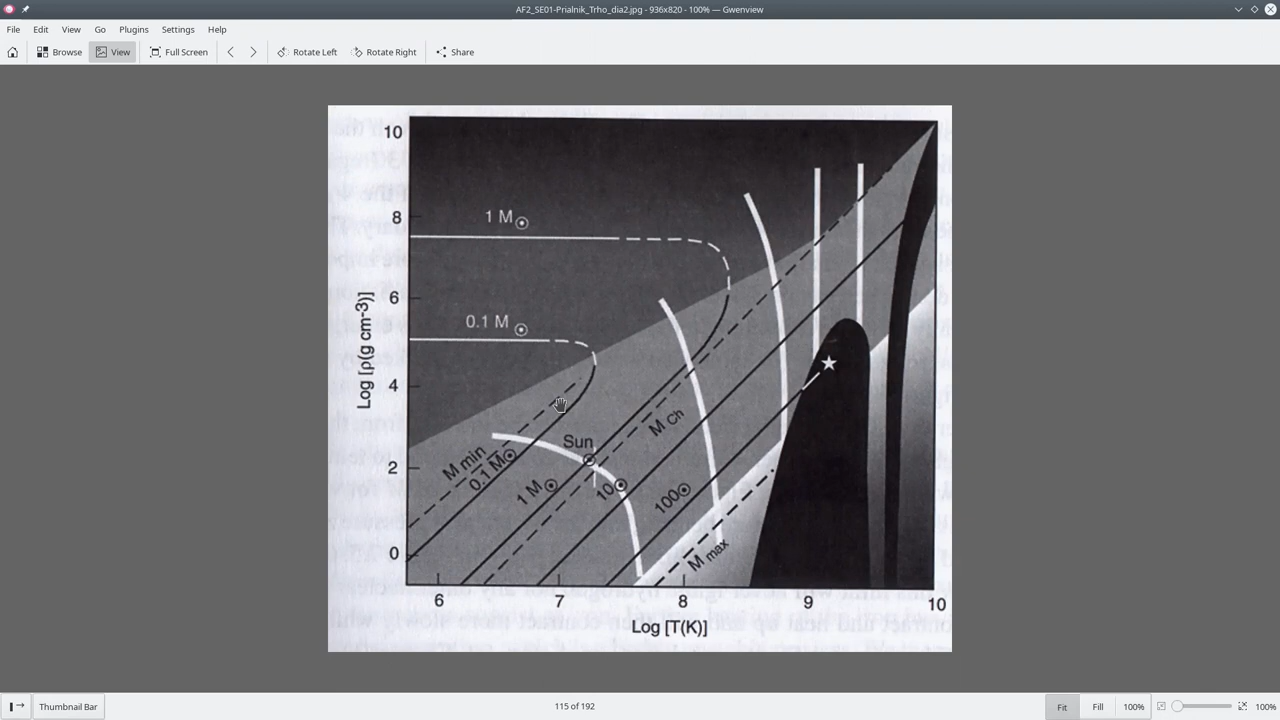 AF2_SE01-Prialnik_Trho_dia2.jpg - 936x820 - 100% — Gwenview
File Edit View Go Plugins Settings Help
Browse View Full Screen Rotate Left Rotate Right Share
10
8
6
4
2
0
Log [ρ(g cm-3)]
1 M⊙
0.1 M⊙
Sun
M Ch
M min
0.1 M⊙
1 M⊙
10⊙
100⊙
M max
6 7 8 9 10
Log [T(K)]
Thumbnail Bar 115 of 192 Fit Fill 100% 100%